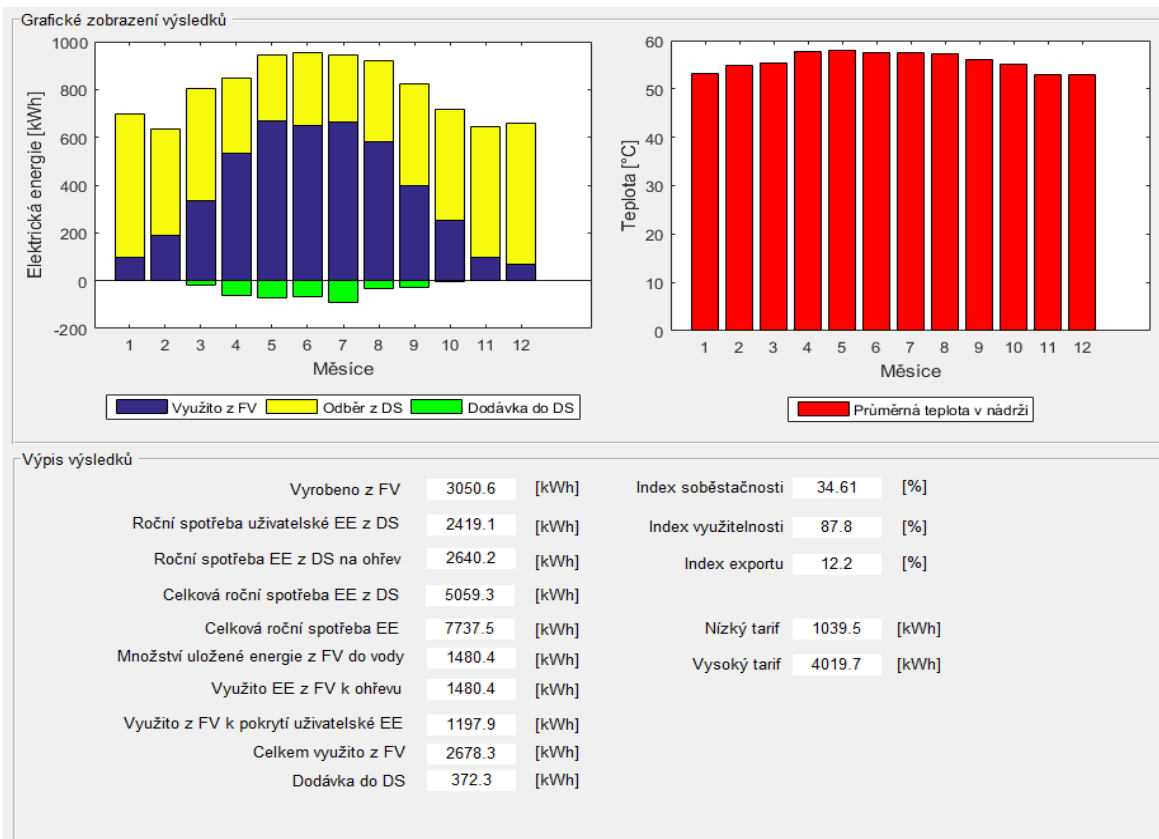 Grafické zobrazení výsledků
1000
800
600
400
200
0
-200
Elektrická energie [kWh]
1 2 3 4 5 6 7 8 9 10 11 12
Měsíce
Využito z FV Odběr z DS Dodávka do DS
60
50
40
30
20
10
0
Teplota [°C]
1 2 3 4 5 6 7 8 9 10 11 12
Měsíce
Průměrná teplota v nádrži
Výpis výsledků
Vyrobeno z FV 3050.6 [kWh]
Roční spotřeba uživatelské EE z DS 2419.1 [kWh]
Roční spotřeba EE z DS na ohřev 2640.2 [kWh]
Celková roční spotřeba EE z DS 5059.3 [kWh]
Celková roční spotřeba EE 7737.5 [kWh]
Množství uložené energie z FV do vody 1480.4 [kWh]
Využito EE z FV k ohřevu 1480.4 [kWh]
Využito z FV k pokrytí uživatelské EE 1197.9 [kWh]
Celkem využito z FV 2678.3 [kWh]
Dodávka do DS 372.3 [kWh]
Index soběstačnosti 34.61 [%]
Index využitelnosti 87.8 [%]
Index exportu 12.2 [%]
Nízký tarif 1039.5 [kWh]
Vysoký tarif 4019.7 [kWh]